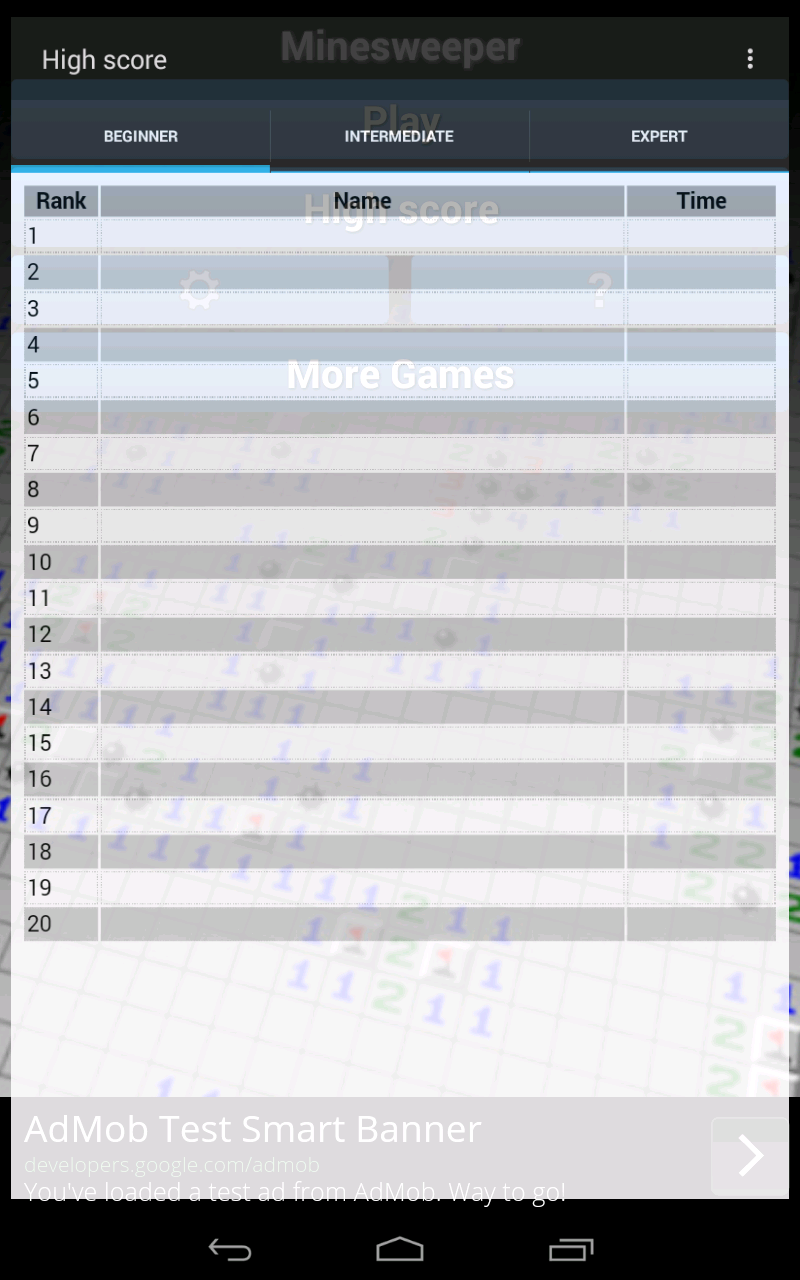 Minesweeper
High score
Play
BEGINNER INTERMEDIATE EXPERT
Rank Name Time
High score
1
2
?
3
4
More Games
5
6
7
8
9
10
11
12
13
14
15
16
17
18
19
20
AdMob Test Smart Banner
developers.google.com/admob
You've loaded a test ad from AdMob. Way to go!